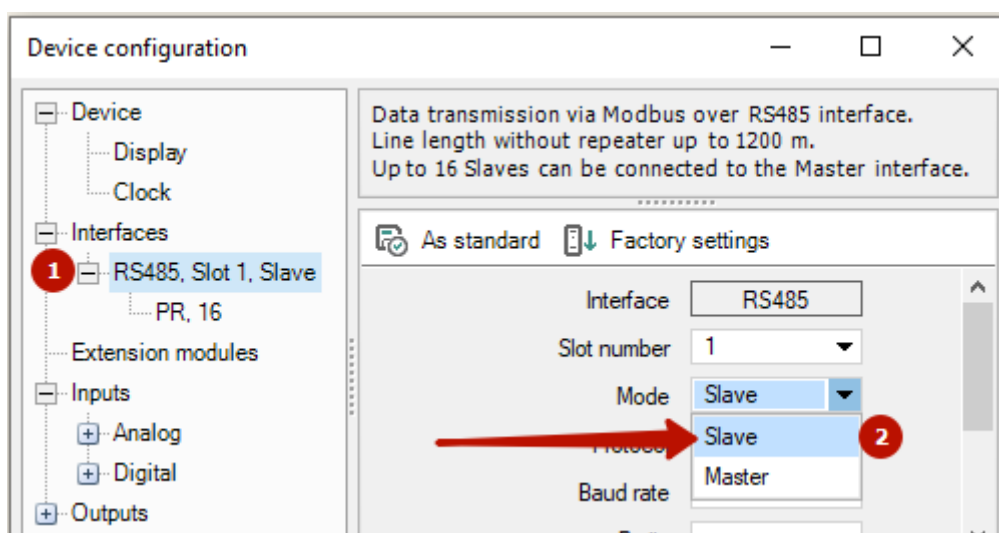 Device configuration
Device
Display
Clock
Interfaces
1
RS485, Slot 1, Slave
PR, 16
Extension modules
Inputs
Analog
Digital
Outputs
Data transmission via Modbus over RS485 interface.
Line length without repeater up to 1200 m.
Up to 16 Slaves can be connected to the Master interface.
As standard
Factory settings
Interface RS485
Slot number 1
Mode Slave
Slave 2
Master
Baud rate